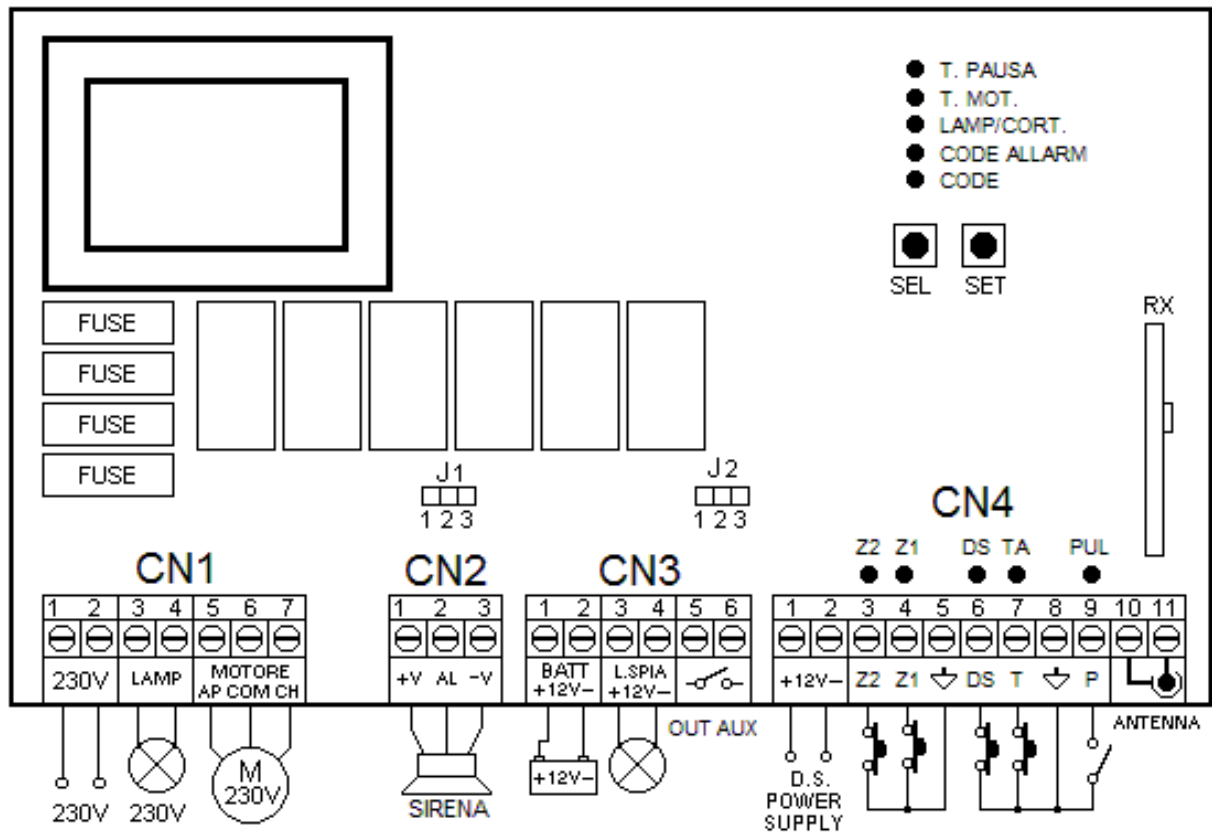 T. PAUSA
T. MOT.
LAMP/CORT.
CODE ALLARM
CODE
SEL SET
RX
FUSE
FUSE
FUSE
FUSE
J1
1 2 3
J2
1 2 3
CN1
CN2
CN3
CN4
Z2 Z1 DS TA PUL
1 2 3 4 5 6 7
1 2 3
1 2 3 4 5 6
1 2 3 4 5 6 7 8 9 10 11
230V
LAMP
MOTORE
AP COM CH
+V AL -V
BATT
+12V-
L.SPIA
+12V-
+12V-
Z2 Z1 DS T P
OUT AUX
ANTENNA
M
230V
+12V-
230V 230V
SIRENA
D.S.
POWER
SUPPLY